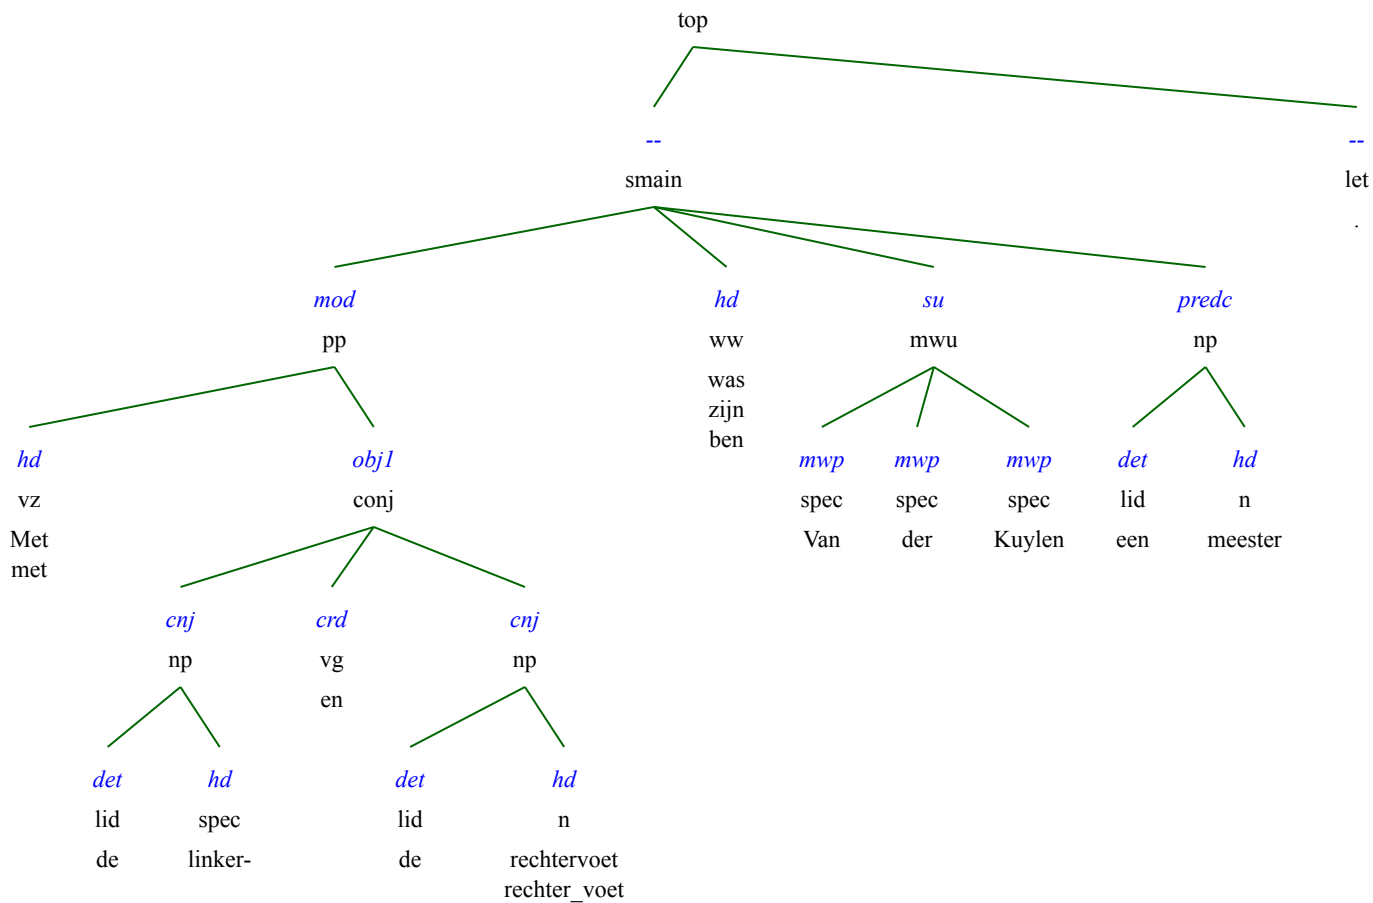 top
-- --
smain let
.
mod hd su predc
pp ww mwu np
was
zijn
ben
hd obj1 mwp mwp mwp det hd
vz conj spec spec spec lid n
Met Van der Kuylen een meester
met
cnj crd cnj
np vg np
en
det hd det hd
lid spec lid n
de linker- de rechtervoet
rechter_voet